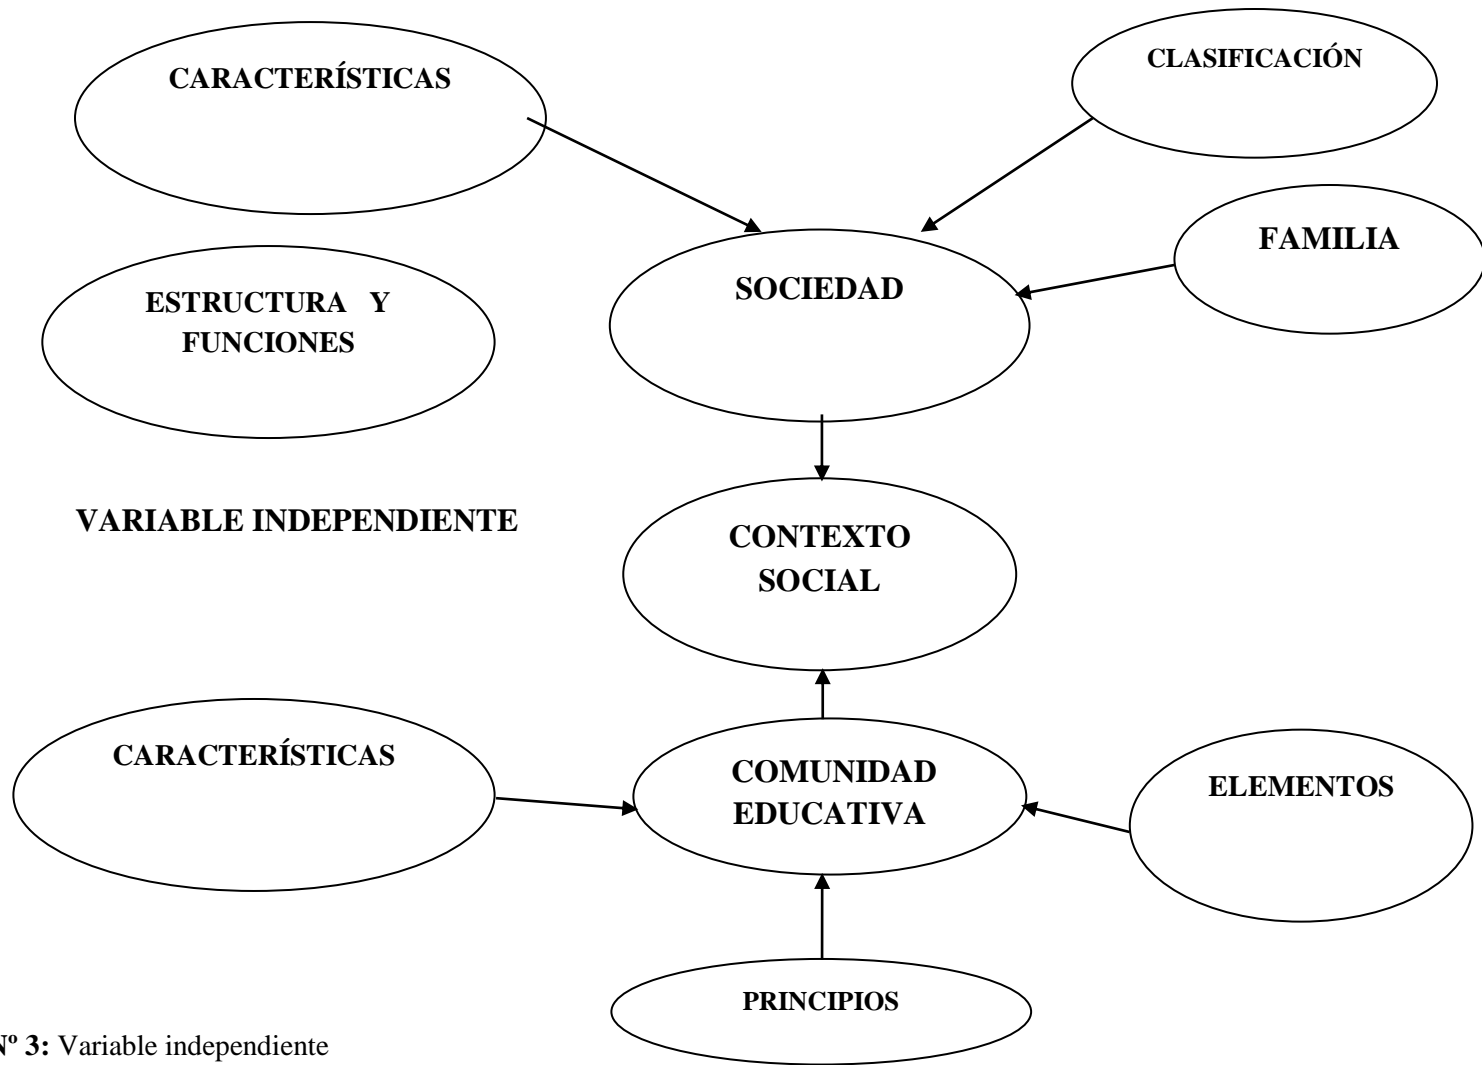 CARACTERÍSTICAS
CLASIFICACIÓN
FAMILIA
SOCIEDAD
ESTRUCTURA Y
FUNCIONES
VARIABLE INDEPENDIENTE
CONTEXTO
SOCIAL
CARACTERÍSTICAS
COMUNIDAD
EDUCATIVA
ELEMENTOS
PRINCIPIOS
Nº 3: Variable independiente